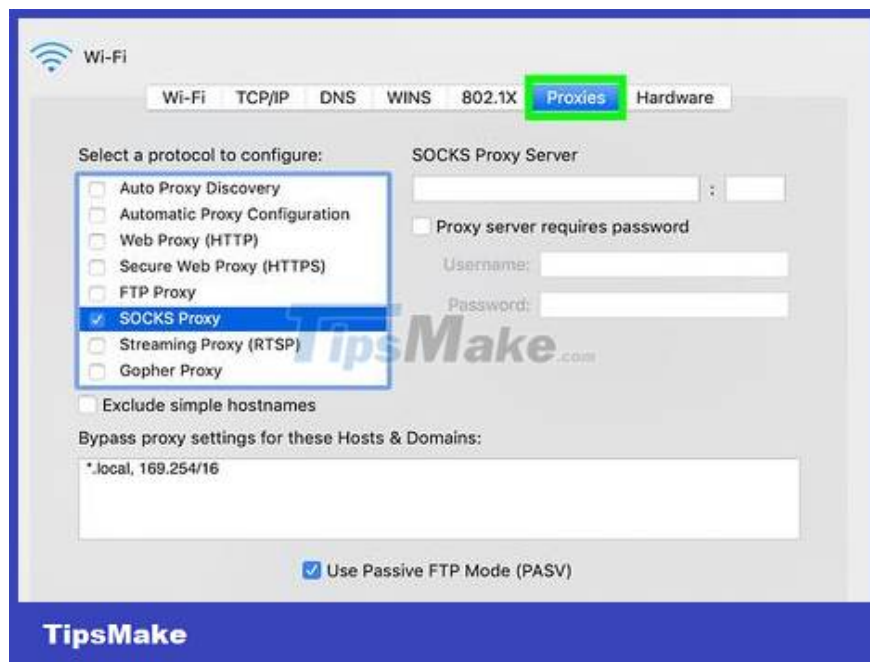 Wi-Fi
Wi-Fi TCP/IP DNS WINS 802.1X Proxies Hardware
Select a protocol to configure:
SOCKS Proxy Server
Auto Proxy Discovery
:
Automatic Proxy Configuration
Proxy server requires password
Web Proxy (HTTP)
Secure Web Proxy (HTTPS)
Username:
FTP Proxy
Password:
SOCKS Proxy
Streaming Proxy (RTSP)
TipsMake.com
Gopher Proxy
Exclude simple hostnames
Bypass proxy settings for these Hosts & Domains:
*.local, 169.254/16
Use Passive FTP Mode (PASV)
TipsMake